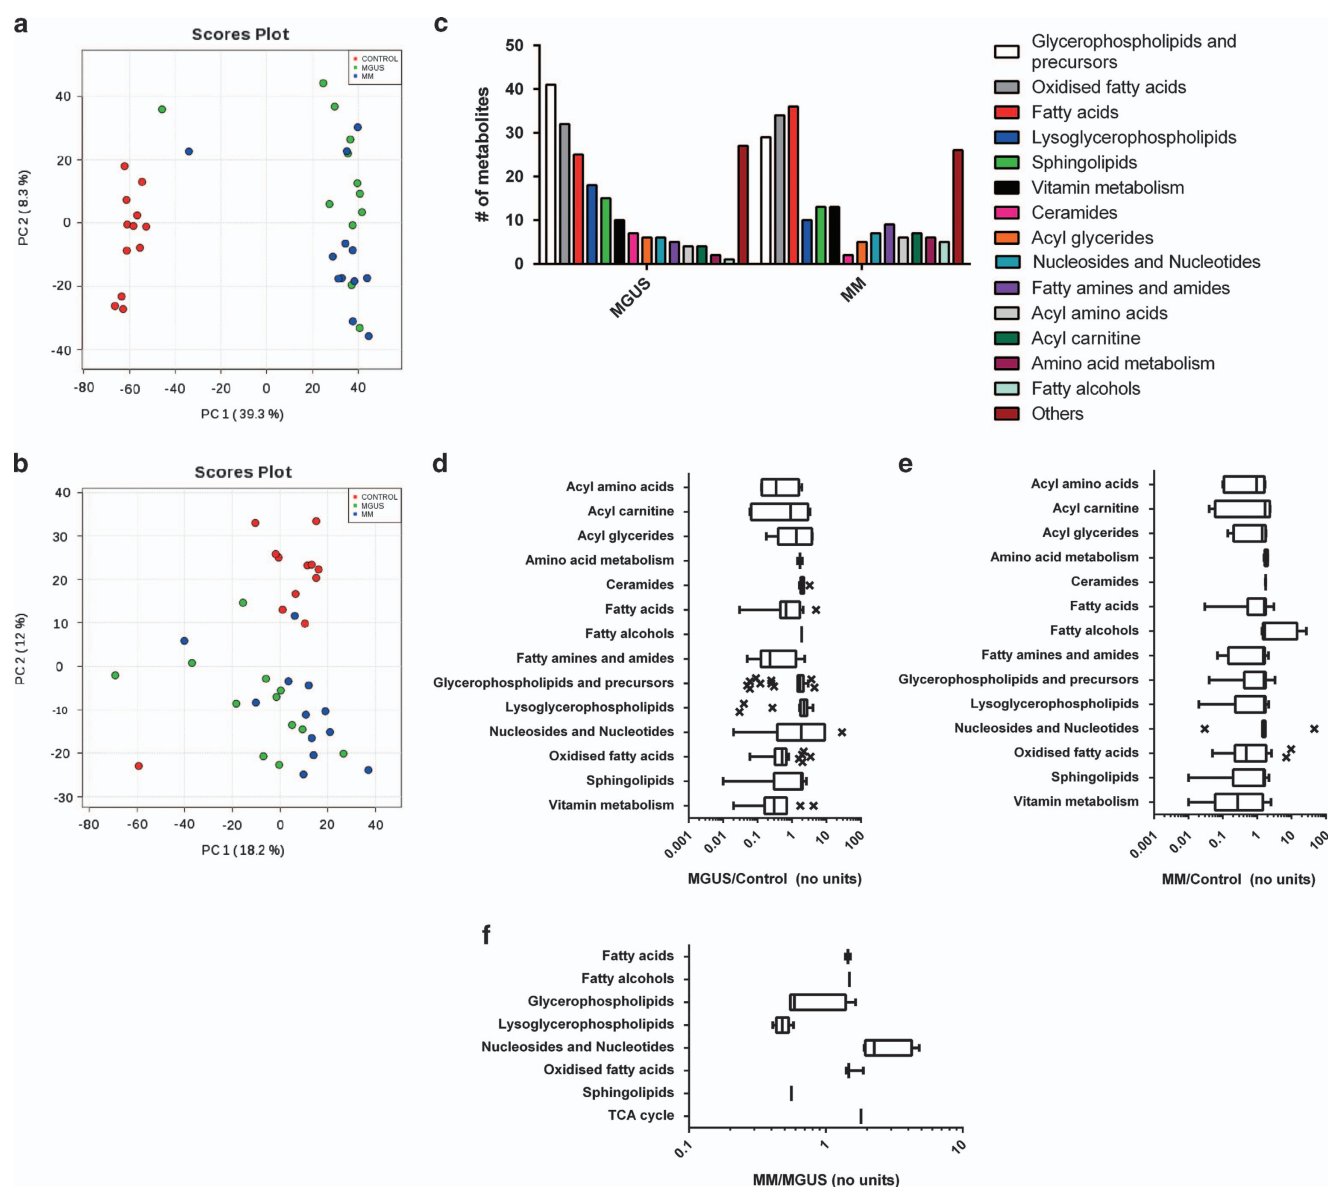 a
Scores Plot
CONTROL
MGUS
MM
PC 2 ( 8.3 %)
40
20
0
-20
-40
-80 -60 -40 -20 0 20 40
PC 1 ( 39.3 %)
b
Scores Plot
CONTROL
MGUS
MM
PC 2 ( 12 %)
40
30
20
10
0
-10
-20
-30
-80 -60 -40 -20 0 20 40
PC 1 ( 18.2 %)
c
# of metabolites
50
40
30
20
10
0
MGUS
MM
Glycerophospholipids and
precursors
Oxidised fatty acids
Fatty acids
Lysoglycerophospholipids
Sphingolipids
Vitamin metabolism
Ceramides
Acyl glycerides
Nucleosides and Nucleotides
Fatty amines and amides
Acyl amino acids
Acyl carnitine
Amino acid metabolism
Fatty alcohols
Others
d
Acyl amino acids
Acyl carnitine
Acyl glycerides
Amino acid metabolism
Ceramides
Fatty acids
Fatty alcohols
Fatty amines and amides
Glycerophospholipids and precursors
Lysoglycerophospholipids
Nucleosides and Nucleotides
Oxidised fatty acids
Sphingolipids
Vitamin metabolism
0.001 0.01 0.1 1 10 100
MGUS/Control (no units)
e
Acyl amino acids
Acyl carnitine
Acyl glycerides
Amino acid metabolism
Ceramides
Fatty acids
Fatty alcohols
Fatty amines and amides
Glycerophospholipids and precursors
Lysoglycerophospholipids
Nucleosides and Nucleotides
Oxidised fatty acids
Sphingolipids
Vitamin metabolism
0.001 0.01 0.1 1 10 100
MM/Control (no units)
f
Fatty acids
Fatty alcohols
Glycerophospholipids
Lysoglycerophospholipids
Nucleosides and Nucleotides
Oxidised fatty acids
Sphingolipids
TCA cycle
0.1 1 10
MM/MGUS (no units)